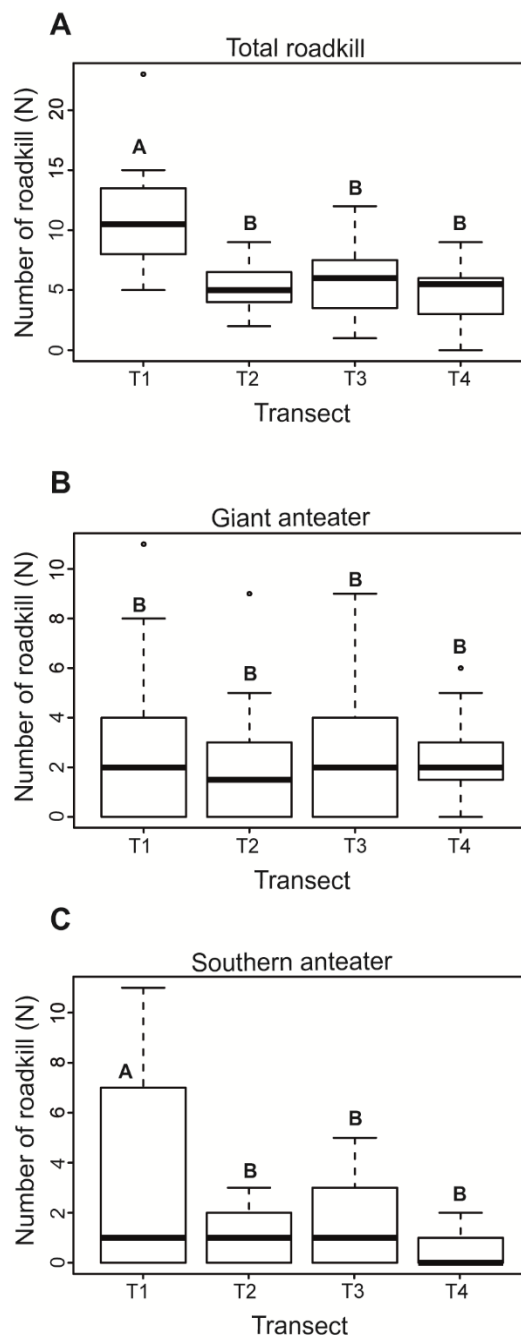 A
Total roadkill
Number of roadkill (N)
20
15
10
5
0
A
B
B
B
T1 T2 T3 T4
Transect
B
Giant anteater
Number of roadkill (N)
10
8
6
4
2
0
B
B
B
B
T1 T2 T3 T4
Transect
C
Southern anteater
Number of roadkill (N)
10
8
6
4
2
0
A
B
B
B
T1 T2 T3 T4
Transect